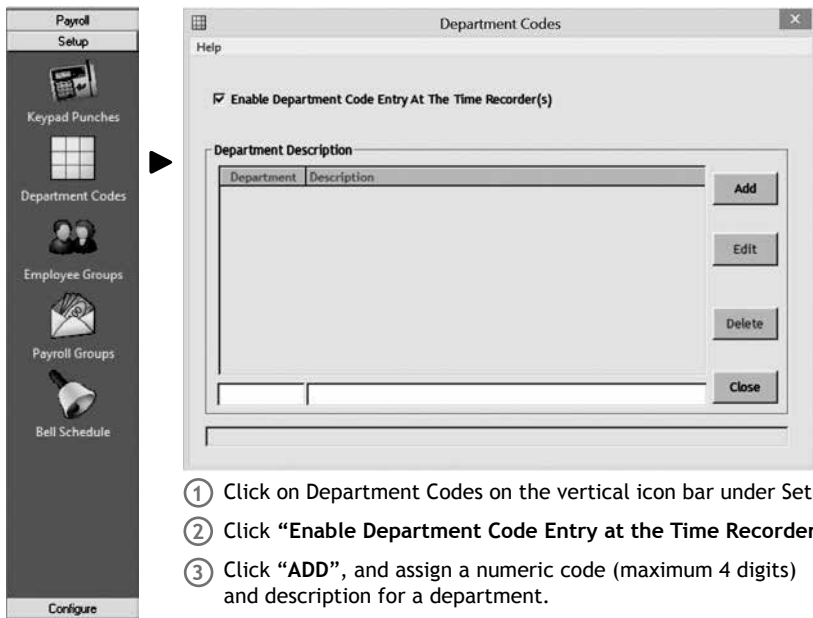 Payroll
Setup
Keypad Punches
Department Codes
Employee Groups
Payroll Groups
Bell Schedule
Configure
Department Codes
x
Help
Enable Department Code Entry At The Time Recorder(s)
Department Description
Department Description
Add
Edit
Delete
Close
1 Click on Department Codes on the vertical icon bar under Set
2 Click “Enable Department Code Entry at the Time Recorder
3 Click “ADD”, and assign a numeric code (maximum 4 digits)
and description for a department.